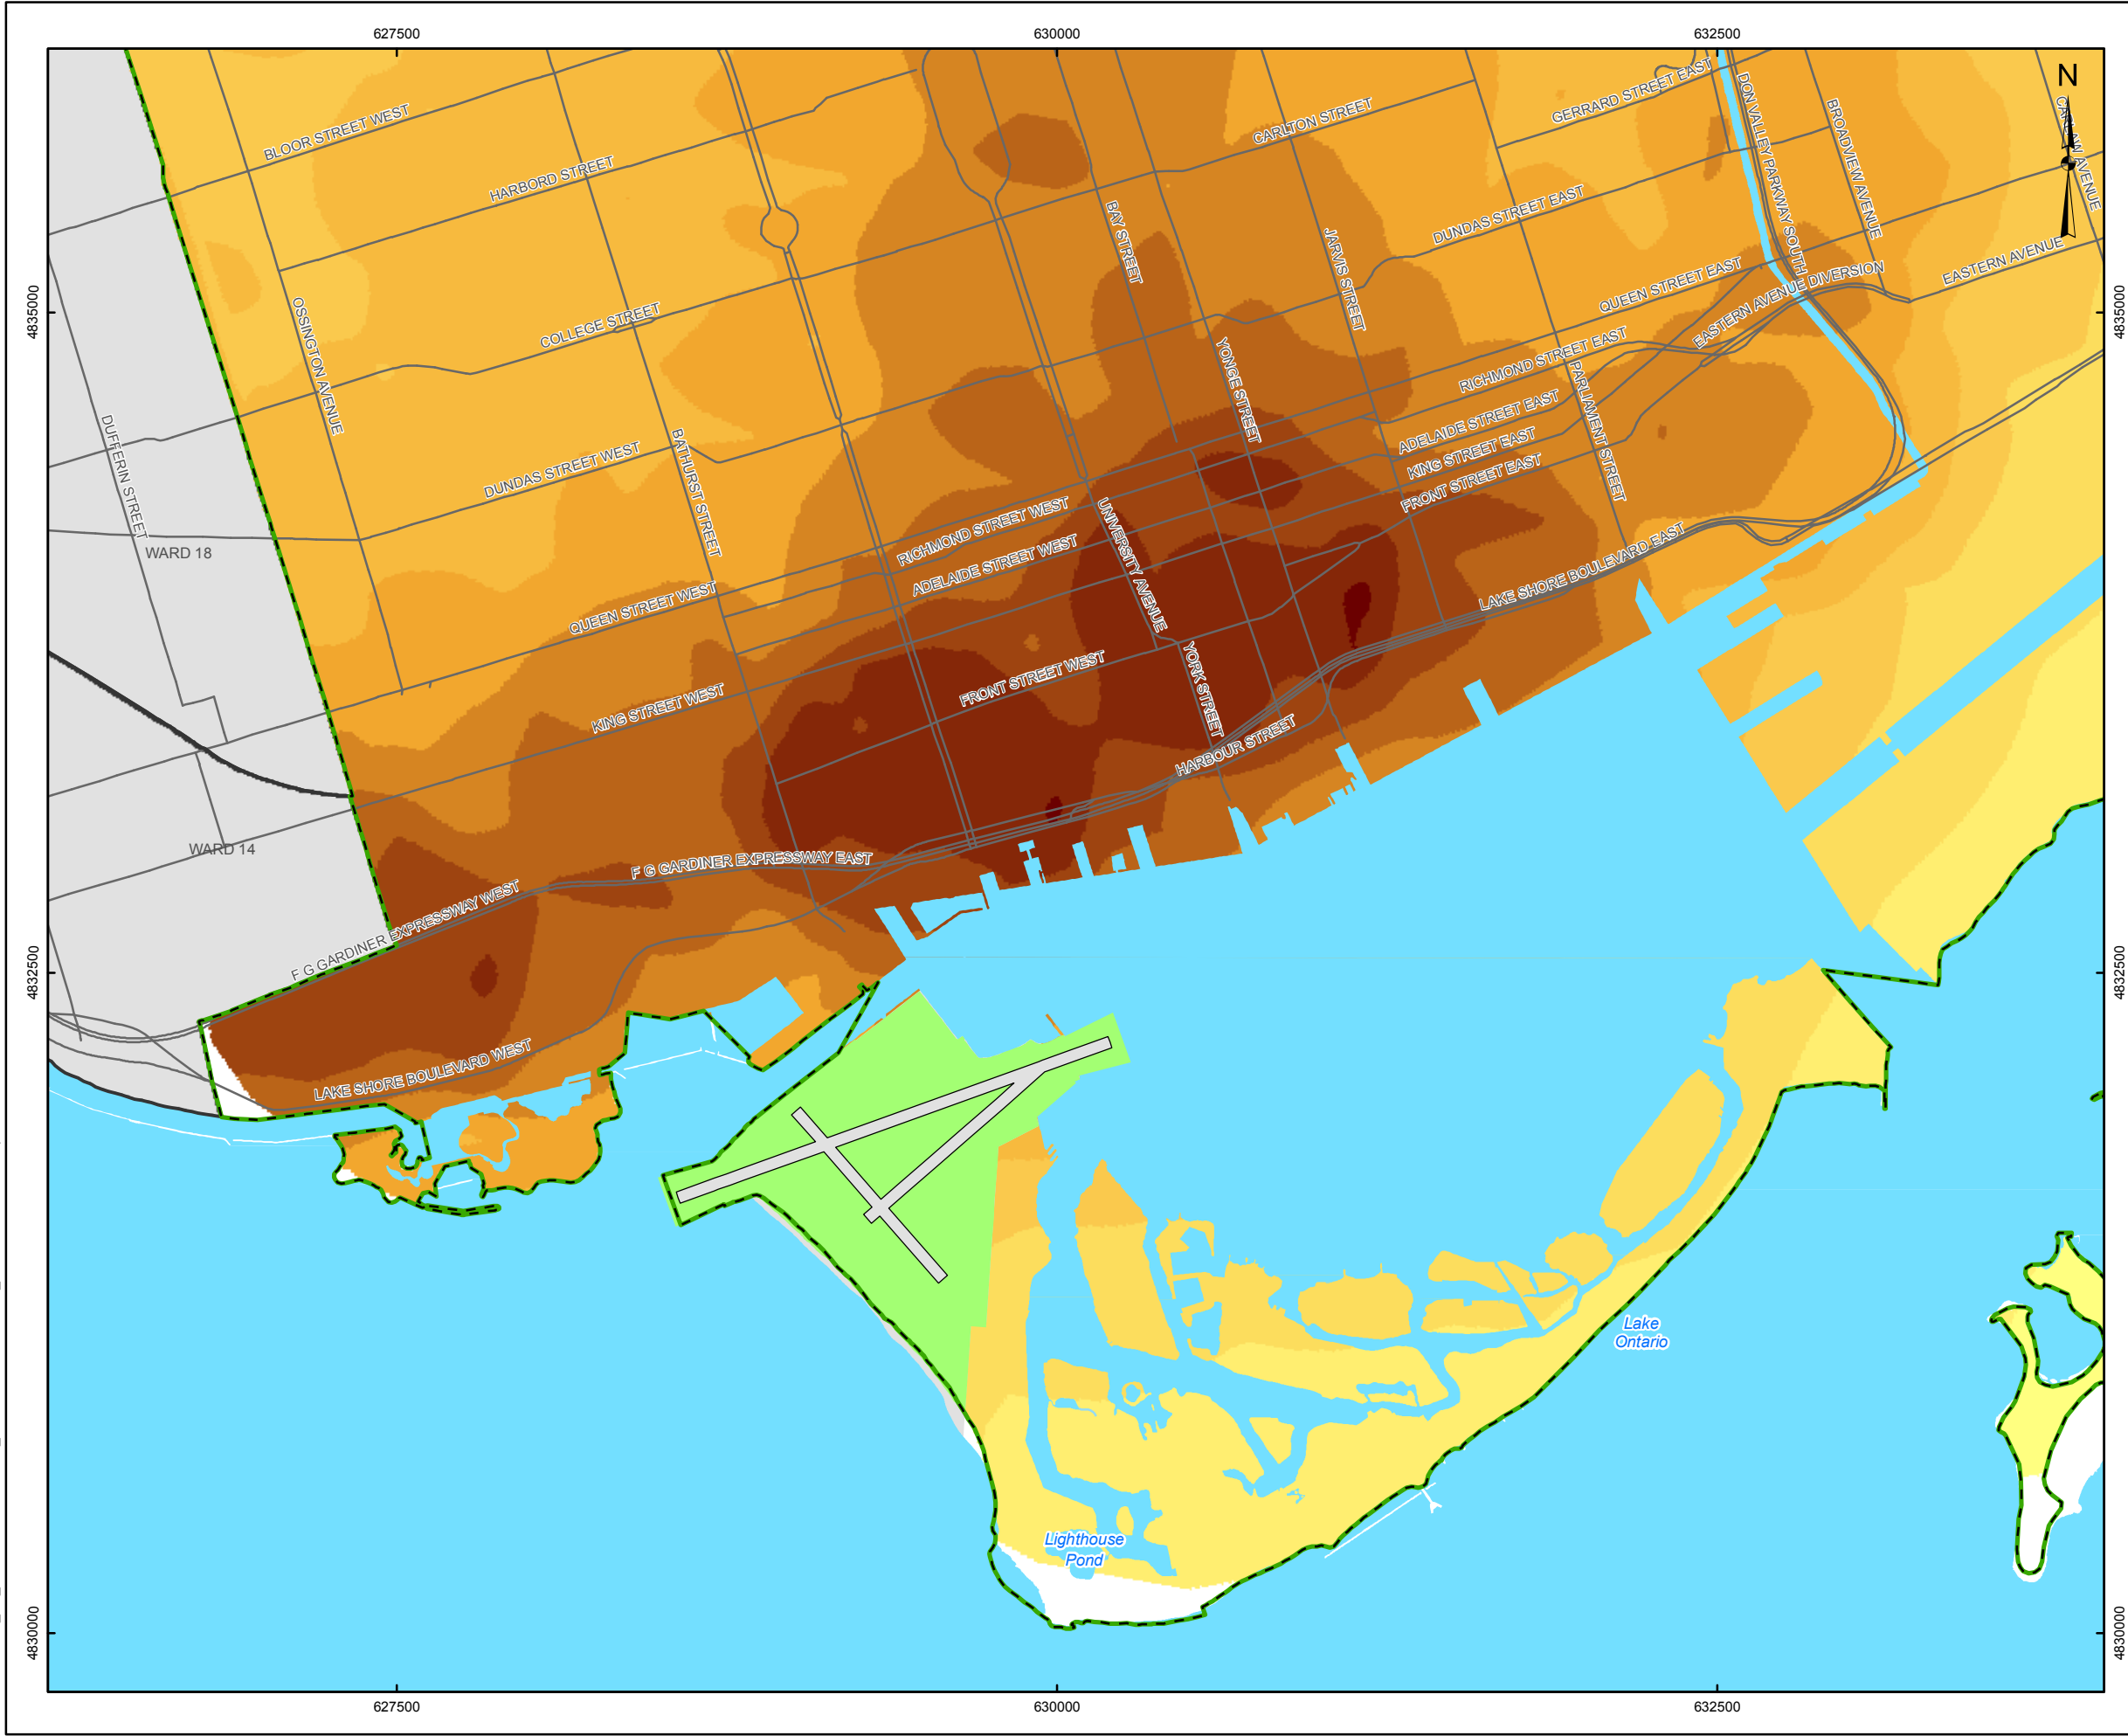 627500
630000
632500
N
BLOOR STREET WEST
HARBORD STREET
CARLTON STREET
GERRARD STREET EAST
DON VALLEY PARKWAY SOUTH
BROADVIEW AVENUE
CARLAW AVENUE
BAY STREET
JARVIS STREET
DUNDAS STREET EAST
QUEEN STREET EAST
EASTERN AVENUE DIVERSION
EASTERN AVENUE
4835000
4835000
OSSINGTON AVENUE
COLLEGE STREET
YONGE STREET
RICHMOND STREET EAST
PARLIAMENT STREET
DUFFERIN STREET
DUNDAS STREET WEST
BATHURST STREET
ADELAIDE STREET EAST
KING STREET EAST
FRONT STREET EAST
WARD 18
RICHMOND STREET WEST
UNIVERSITY AVENUE
ADELAIDE STREET WEST
LAKE SHORE BOULEVARD EAST
QUEEN STREET WEST
FRONT STREET WEST
YORK STREET
KING STREET WEST
HARBOUR STREET
WARD 14
F G GARDINER EXPRESSWAY EAST
F G GARDINER EXPRESSWAY WEST
4832500
4832500
LAKE SHORE BOULEVARD WEST
Lake
Ontario
Lighthouse
Pond
4830000
4830000
627500
630000
632500